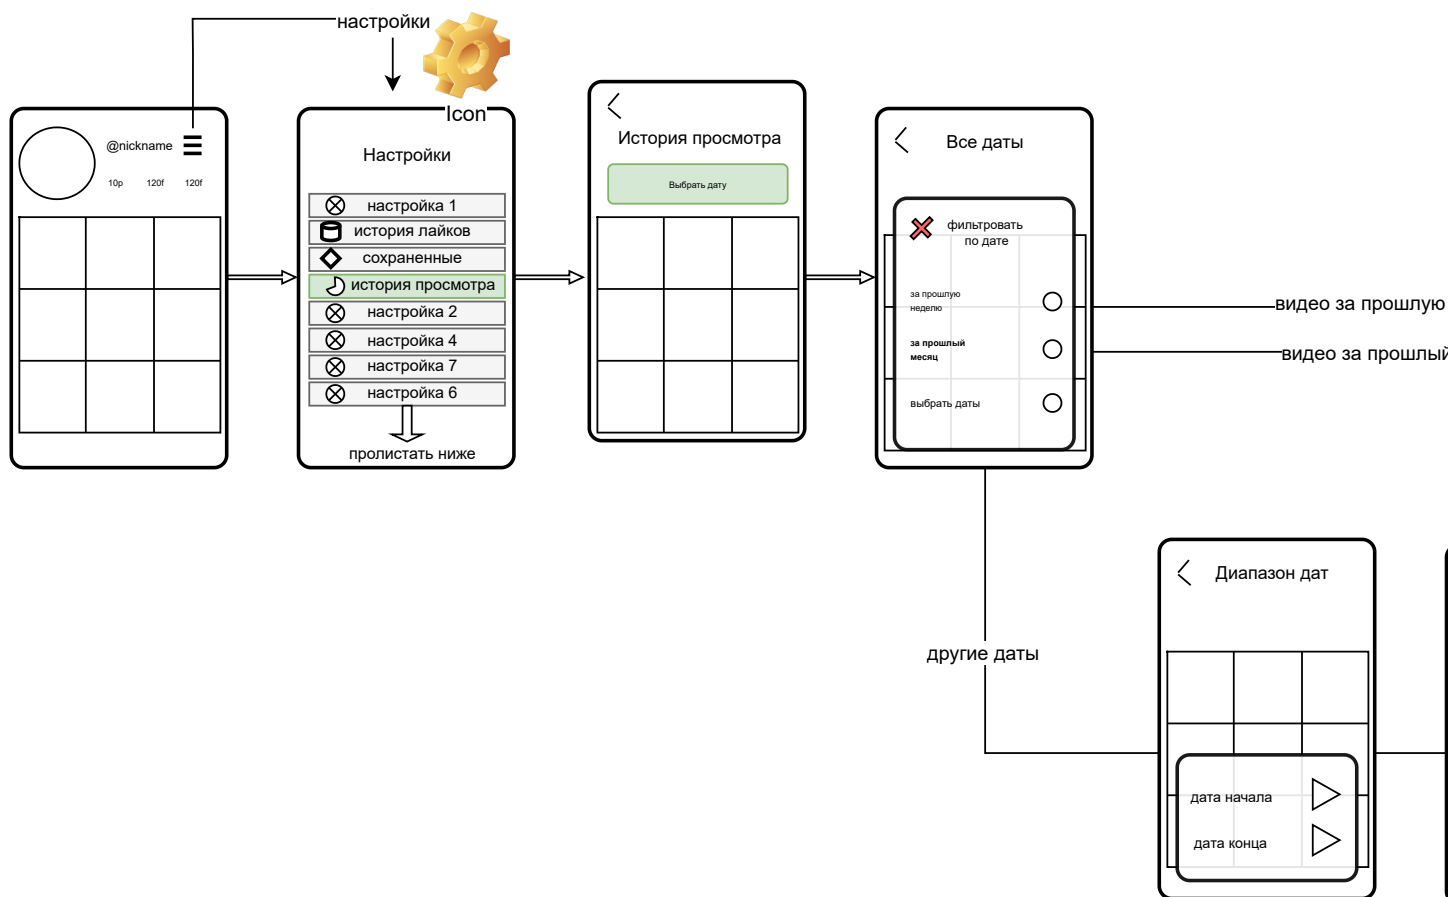 настройки
Icon
@nickname
10p 120f 120f
Настройки
настройка 1
история лайков
сохраненные
история просмотра
настройка 2
настройка 4
настройка 7
настройка 6
пролистать ниже
История просмотра
Выбрать дату
Все даты
фильтровать
по дате
за прошлую
неделю
за прошлый
месяц
выбрать даты
видео за прошлую
видео за прошлый
другие даты
Диапазон дат
дата начала
дата конца